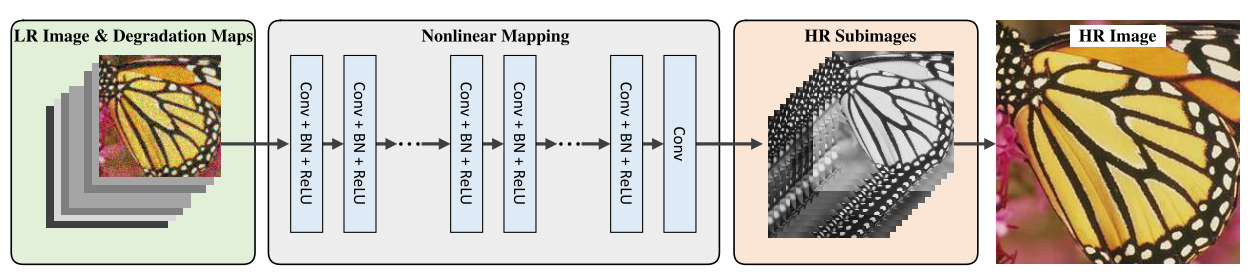 LR Image & Degradation Maps
Nonlinear Mapping
HR Subimages
HR Image
Conv + BN + ReLU
Conv + BN + ReLU
Conv + BN + ReLU
Conv + BN + ReLU
Conv + BN + ReLU
Conv